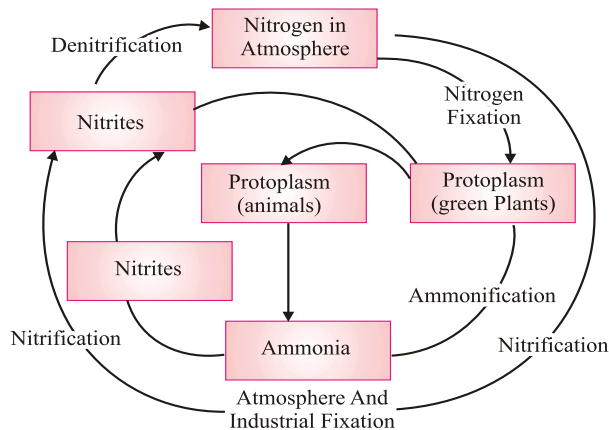 Nitrogen in
Atmosphere
Denitrification
Nitrogen
Fixation
Nitrites
Protoplasm
(animals)
Protoplasm
(green Plants)
Nitrites
Ammonification
Nitrification
Ammonia
Nitrification
Atmosphere And
Industrial Fixation